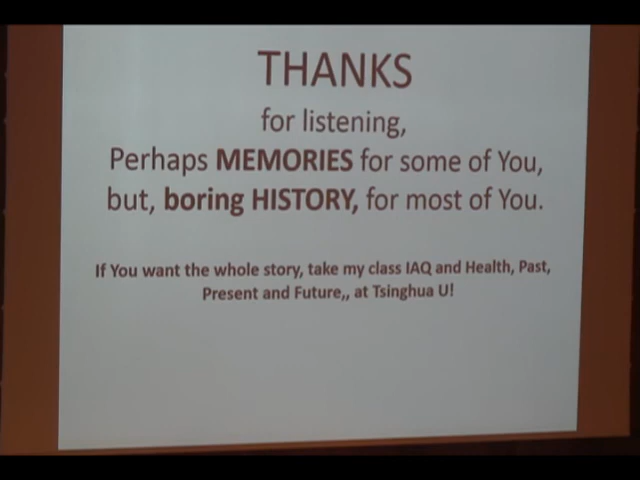 THANKS
for listening,
Perhaps MEMORIES for some of You,
but, boring HISTORY, for most of You.
If You want the whole story, take my class IAQ and Health, Past,
Present and Future,, at Tsinghua U!